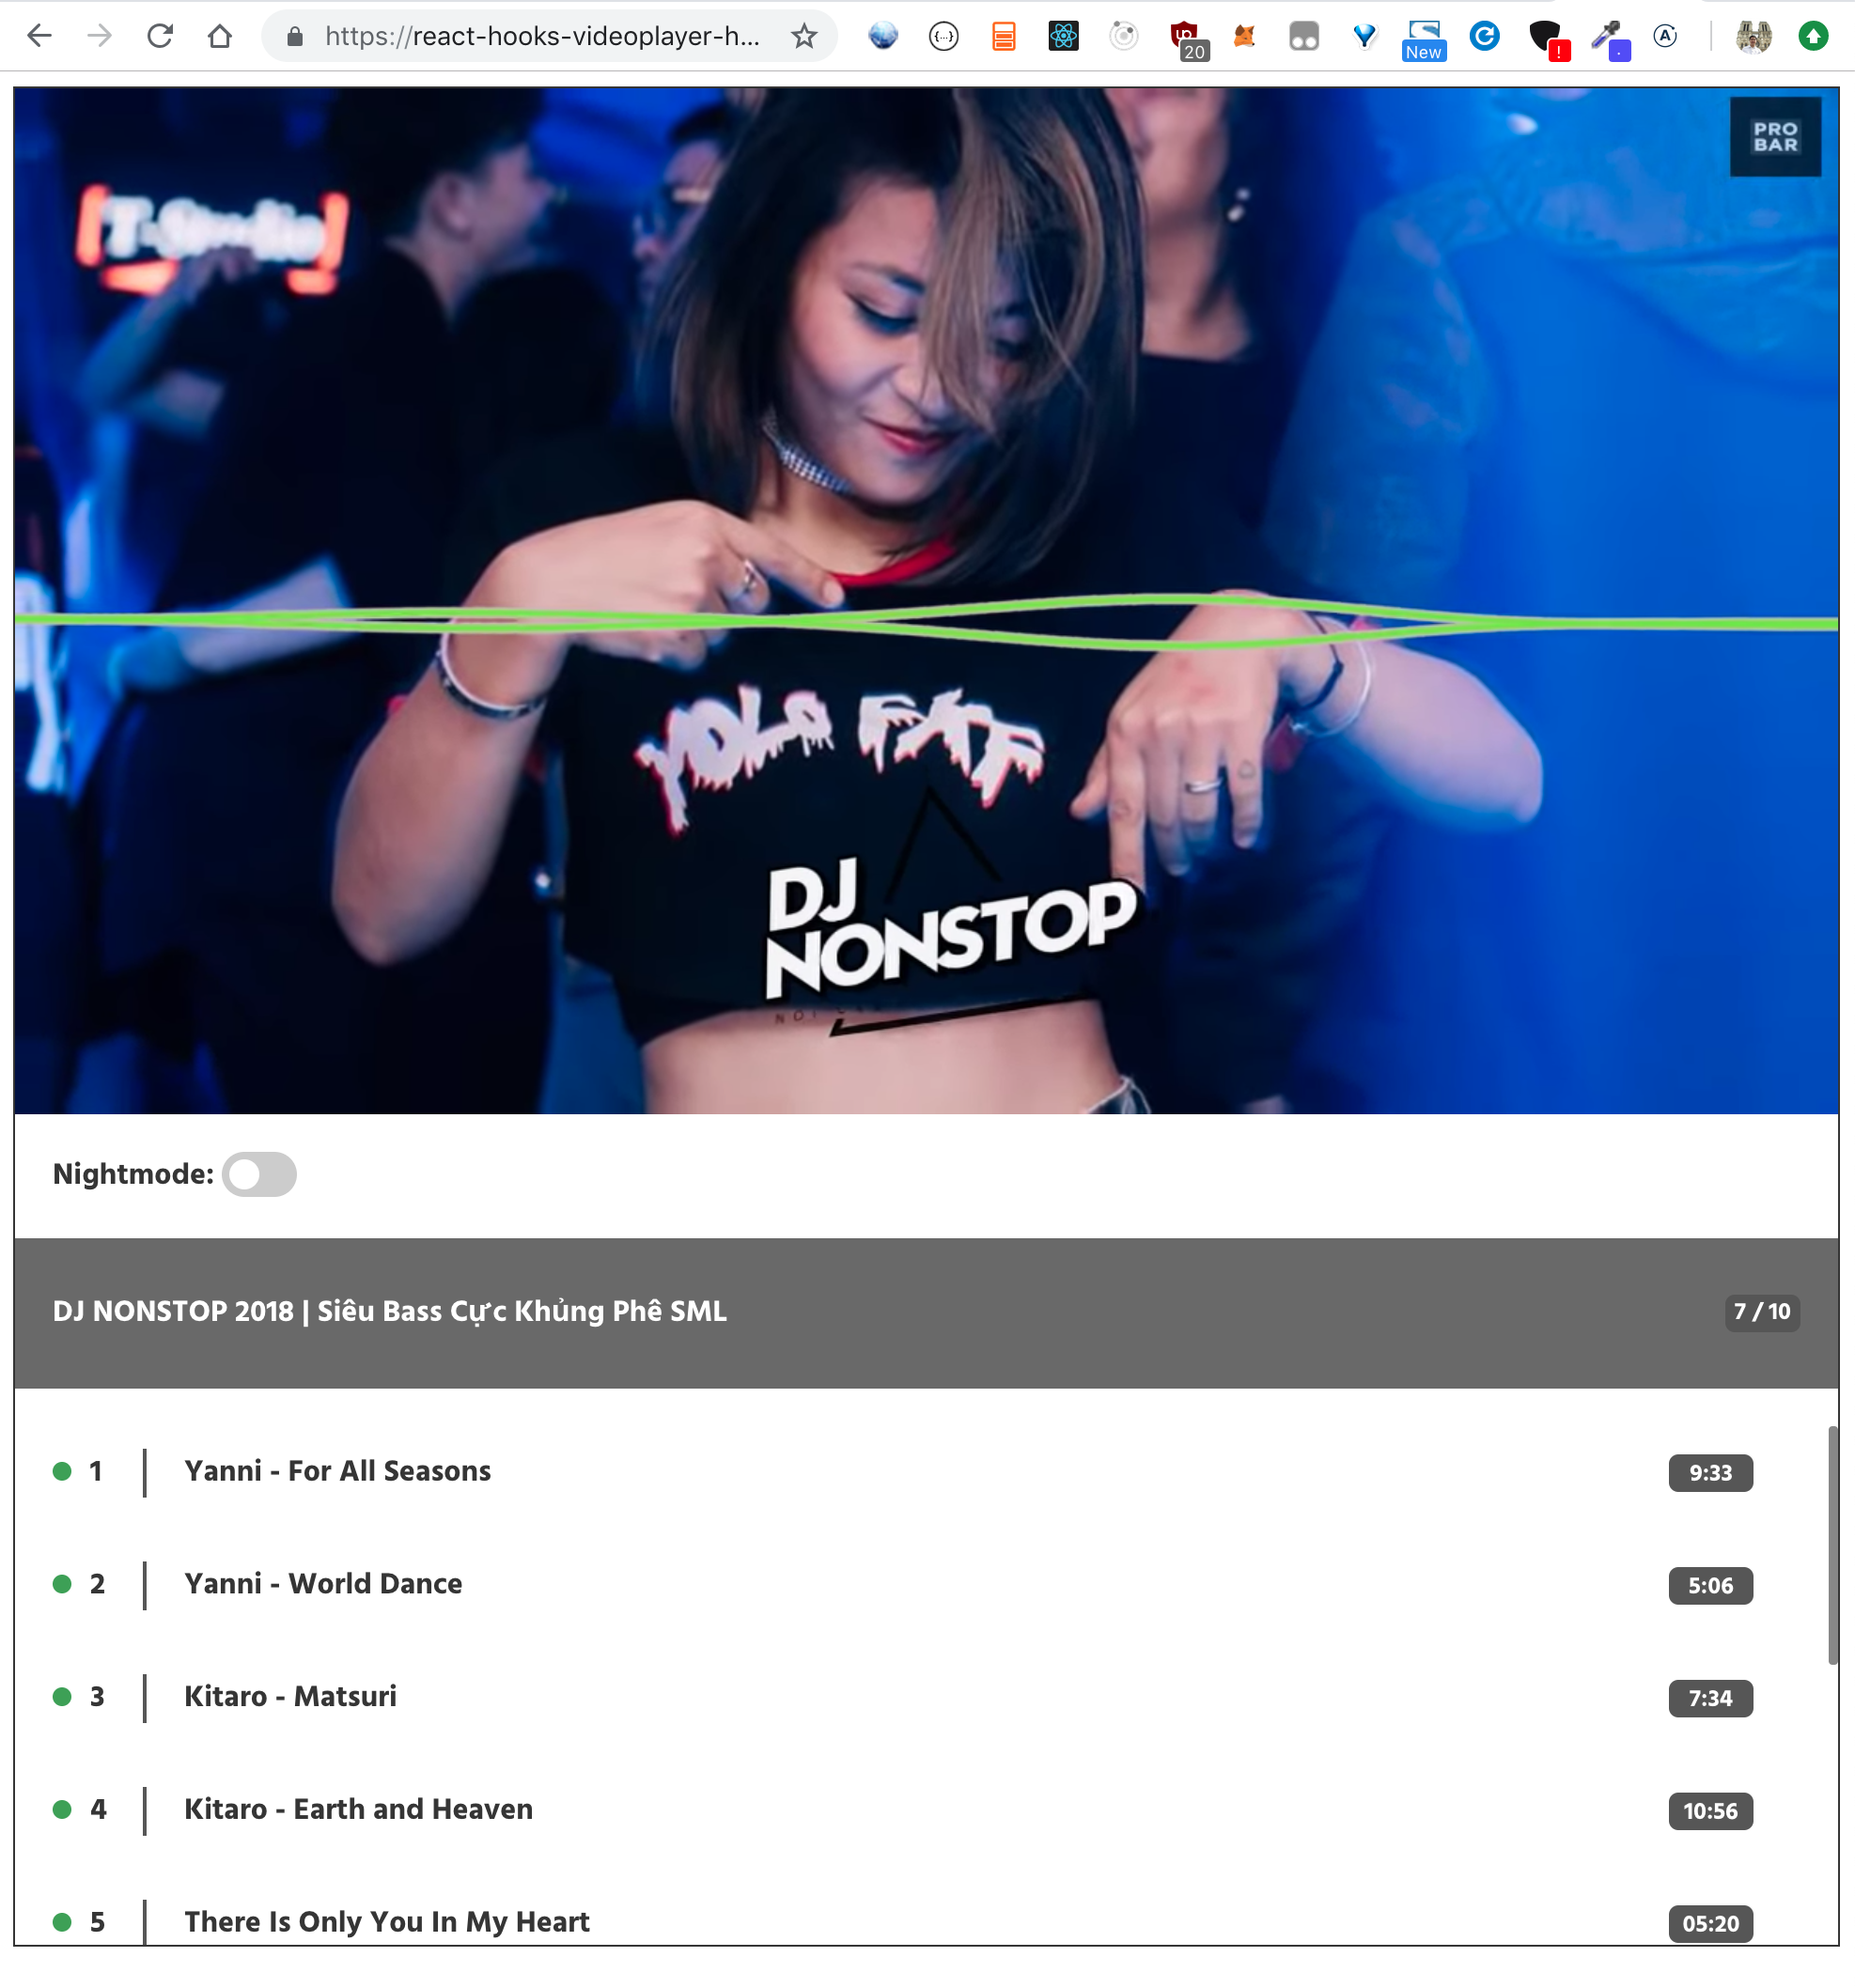 https://react-hooks-videoplayer-h...
20
New
!
A
PRO
BAR
T-Studio
YOLO
DJ
NONSTOP
Nightmode:
DJ NONSTOP 2018 | Siêu Bass Cực Khủng Phê SML
7 / 10
1 Yanni - For All Seasons 9:33
2 Yanni - World Dance 5:06
3 Kitaro - Matsuri 7:34
4 Kitaro - Earth and Heaven 10:56
5 There Is Only You In My Heart 05:20